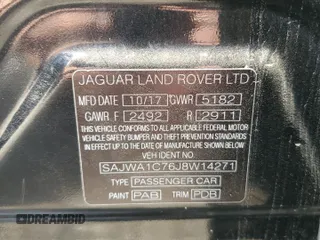 JAGUAR LAND ROVER LTD
MFD DATE 10/17 GVWR 5182
GAWR F 2492 R 2911
THIS VEHICLE CONFORMS TO ALL APPLICABLE FEDERAL MOTOR
VEHICLE SAFETY BUMPER AND THEFT PREVENTION STANDARDS
IN EFFECT ON THE DATE OF MANUFACTURE SHOWN ABOVE
VEH IDENT NO
SAJWA1C76J8W14271
TYPE PASSENGER CAR
PAINT PAB TRIM PDB
DREAMBID